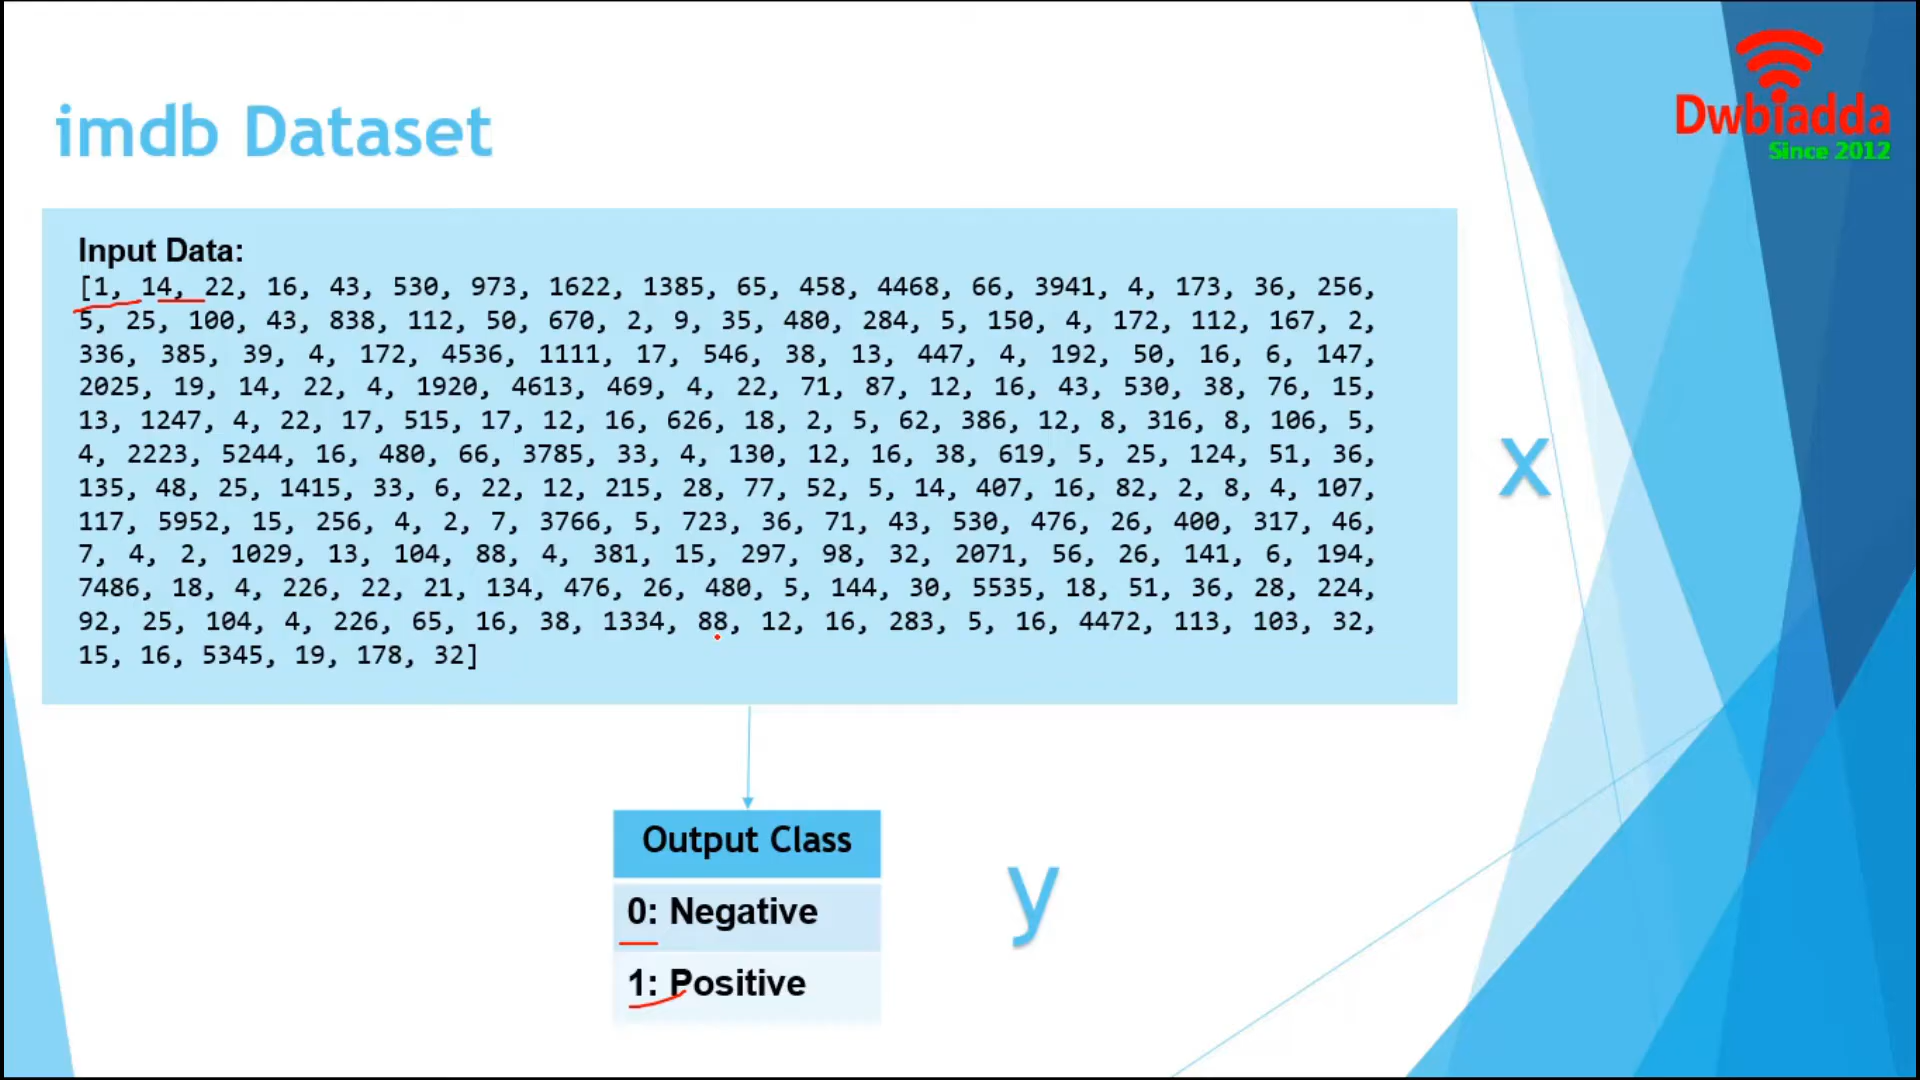 Dwbiadda
Since 2012
imdb Dataset
Input Data:
[1, 14, 22, 16, 43, 530, 973, 1622, 1385, 65, 458, 4468, 66, 3941, 4, 173, 36, 256,
5, 25, 100, 43, 838, 112, 50, 670, 2, 9, 35, 480, 284, 5, 150, 4, 172, 112, 167, 2,
336, 385, 39, 4, 172, 4536, 1111, 17, 546, 38, 13, 447, 4, 192, 50, 16, 6, 147,
2025, 19, 14, 22, 4, 1920, 4613, 469, 4, 22, 71, 87, 12, 16, 43, 530, 38, 76, 15,
13, 1247, 4, 22, 17, 515, 17, 12, 16, 626, 18, 2, 5, 62, 386, 12, 8, 316, 8, 106, 5,
4, 2223, 5244, 16, 480, 66, 3785, 33, 4, 130, 12, 16, 38, 619, 5, 25, 124, 51, 36,
135, 48, 25, 1415, 33, 6, 22, 12, 215, 28, 77, 52, 5, 14, 407, 16, 82, 2, 8, 4, 107,
117, 5952, 15, 256, 4, 2, 7, 3766, 5, 723, 36, 71, 43, 530, 476, 26, 400, 317, 46,
7, 4, 2, 1029, 13, 104, 88, 4, 381, 15, 297, 98, 32, 2071, 56, 26, 141, 6, 194,
7486, 18, 4, 226, 22, 21, 134, 476, 26, 480, 5, 144, 30, 5535, 18, 51, 36, 28, 224,
92, 25, 104, 4, 226, 65, 16, 38, 1334, 88, 12, 16, 283, 5, 16, 4472, 113, 103, 32,
15, 16, 5345, 19, 178, 32]
x
Output Class
0: Negative
1: Positive
y